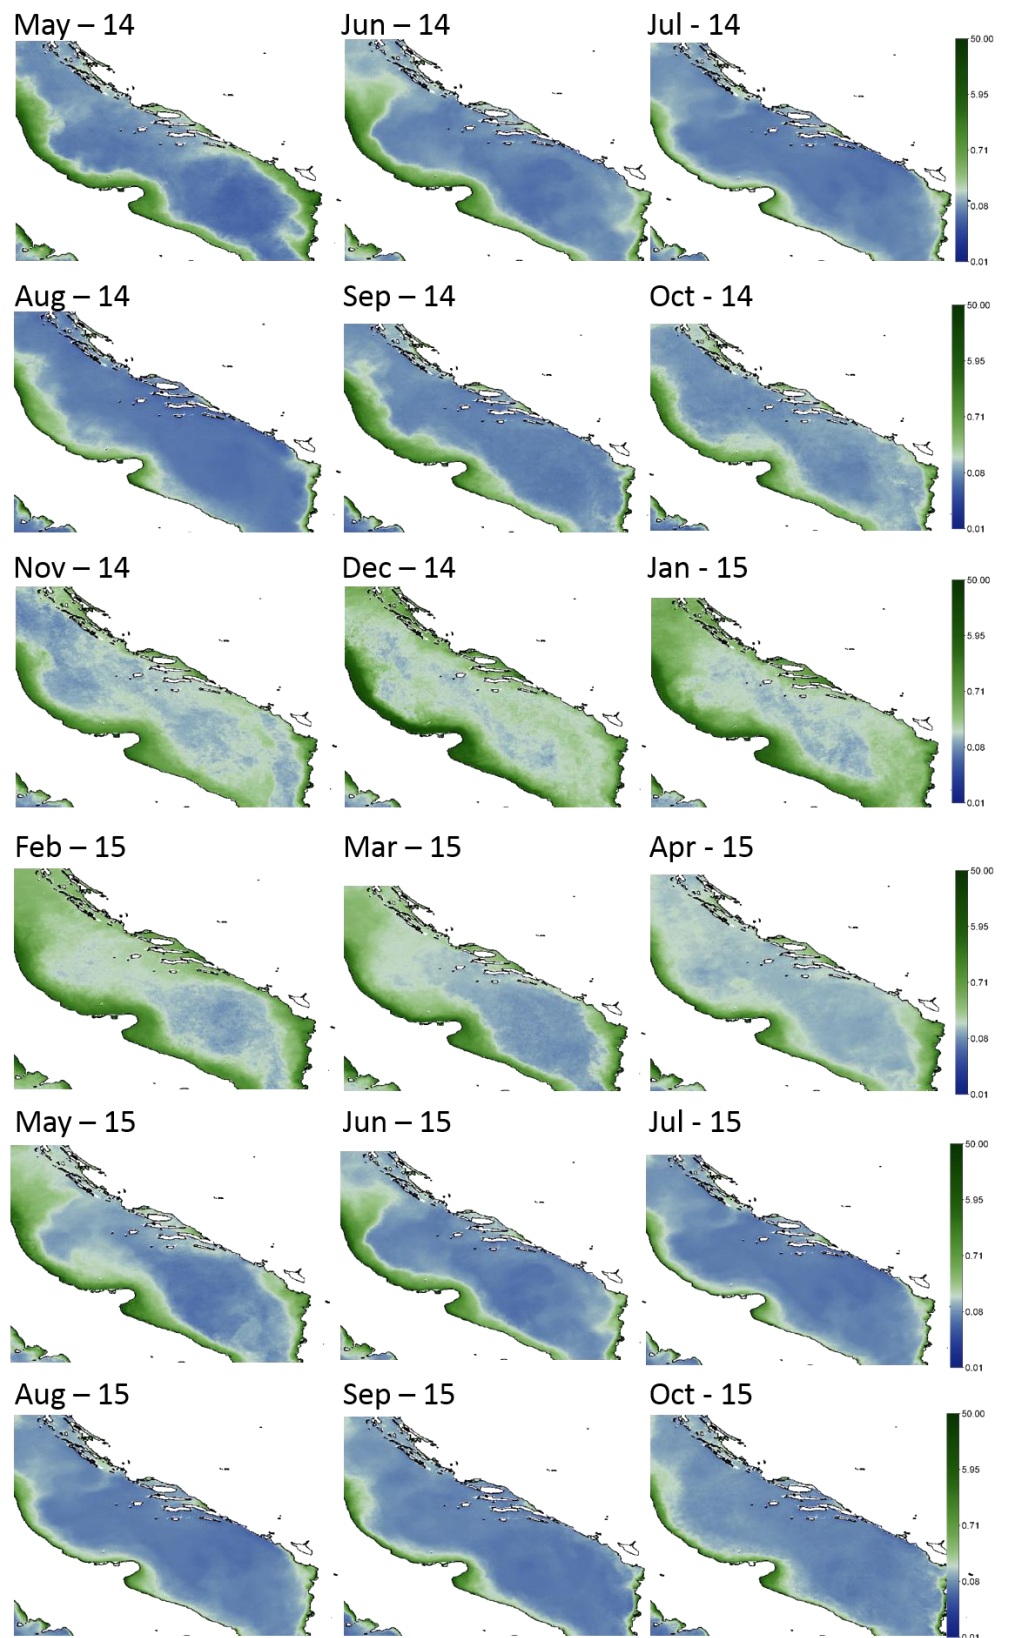 May – 14
Jun – 14
Jul - 14
50.00
5.95
0.71
0.08
0.01
Aug – 14
Sep – 14
Oct - 14
50.00
5.95
0.71
0.08
0.01
Nov – 14
Dec – 14
Jan - 15
50.00
5.95
0.71
0.08
0.01
Feb – 15
Mar – 15
Apr - 15
50.00
5.95
0.71
0.08
0.01
May – 15
Jun – 15
Jul - 15
50.00
5.95
0.71
0.08
0.01
Aug – 15
Sep – 15
Oct - 15
50.00
5.95
0.71
0.08
0.01